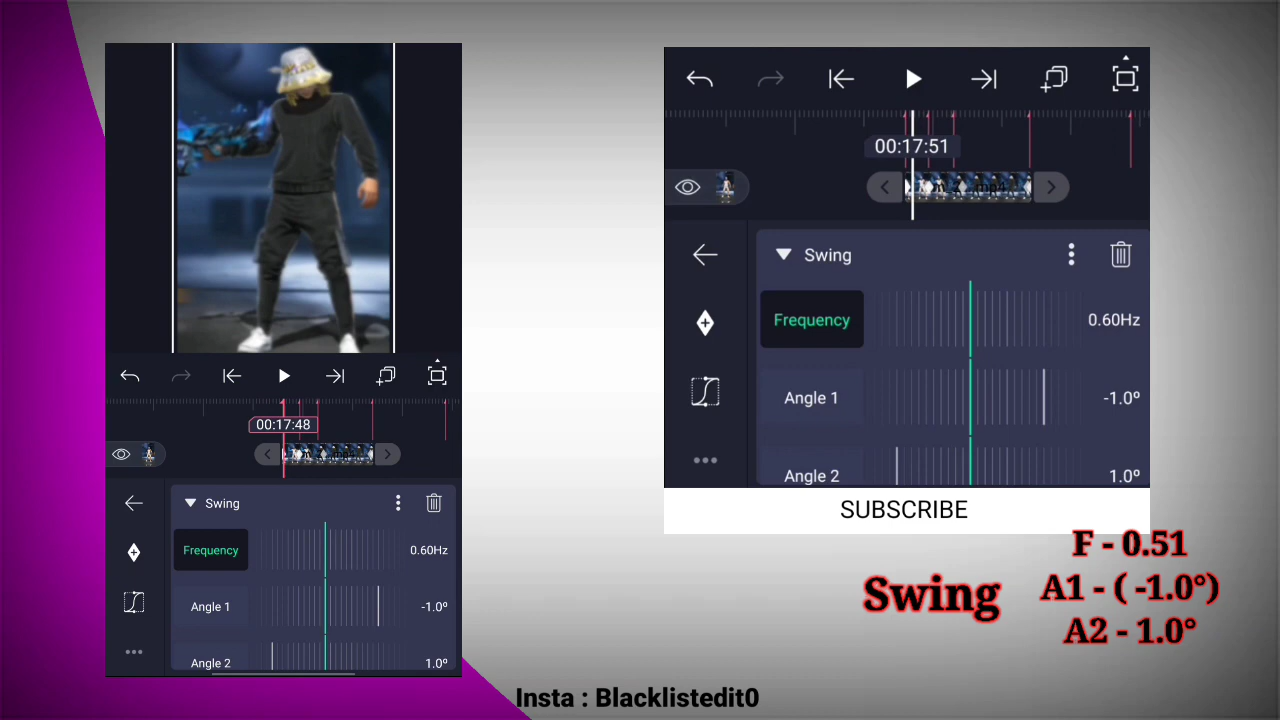 00:17:48
Swing
Frequency 0.60Hz
Angle 1 -1.0º
Angle 2 1.0º
00:17:51
Swing
Frequency 0.60Hz
Angle 1 -1.0º
Angle 2 1.0º
SUBSCRIBE
Swing
F - 0.51
A1 - ( -1.0°)
A2 - 1.0°
Insta : Blacklistedit0